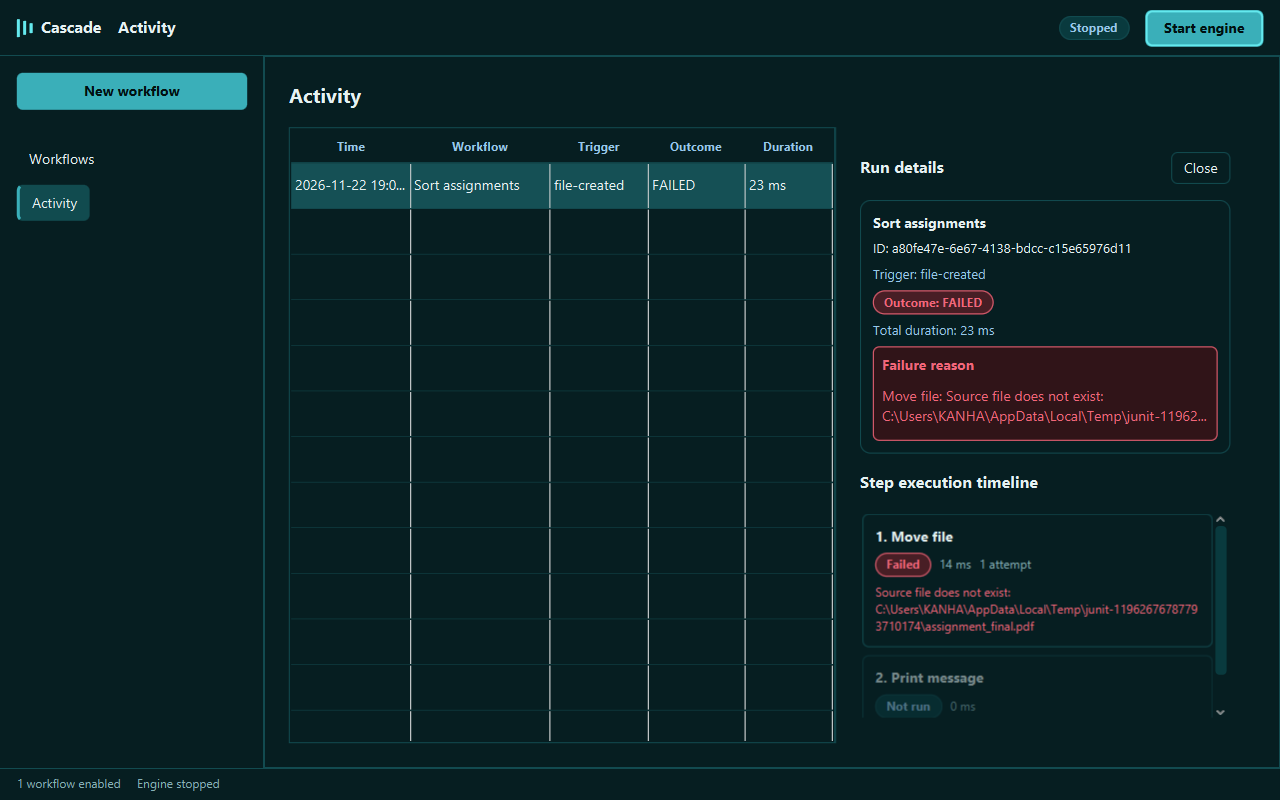 Cascade Activity
Stopped
Start engine
New workflow
Workflows
Activity
Activity
Time Workflow Trigger Outcome Duration
2026-11-22 19:0... Sort assignments file-created FAILED 23 ms
Run details
Close
Sort assignments
ID: a80fe47e-6e67-4138-bdcc-c15e65976d11
Trigger: file-created
Outcome: FAILED
Total duration: 23 ms
Failure reason
Move file: Source file does not exist:
C:\Users\KANHA\AppData\Local\Temp\junit-11962...
Step execution timeline
1. Move file
Failed 14 ms 1 attempt
Source file does not exist:
C:\Users\KANHA\AppData\Local\Temp\junit-1196267678779
3710174\assignment_final.pdf
2. Print message
Not run 0 ms
1 workflow enabled Engine stopped